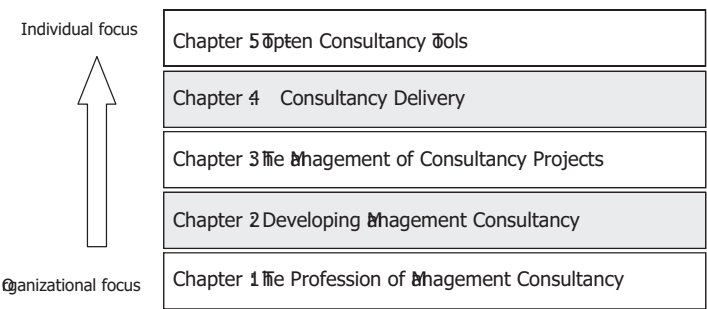 Individual focus
Chapter 5 Top-ten Consultancy Tools
Chapter 4 Consultancy Delivery
Chapter 3 The Management of Consultancy Projects
Chapter 2 Developing Management Consultancy
Chapter 1 The Profession of Management Consultancy
Organizational focus